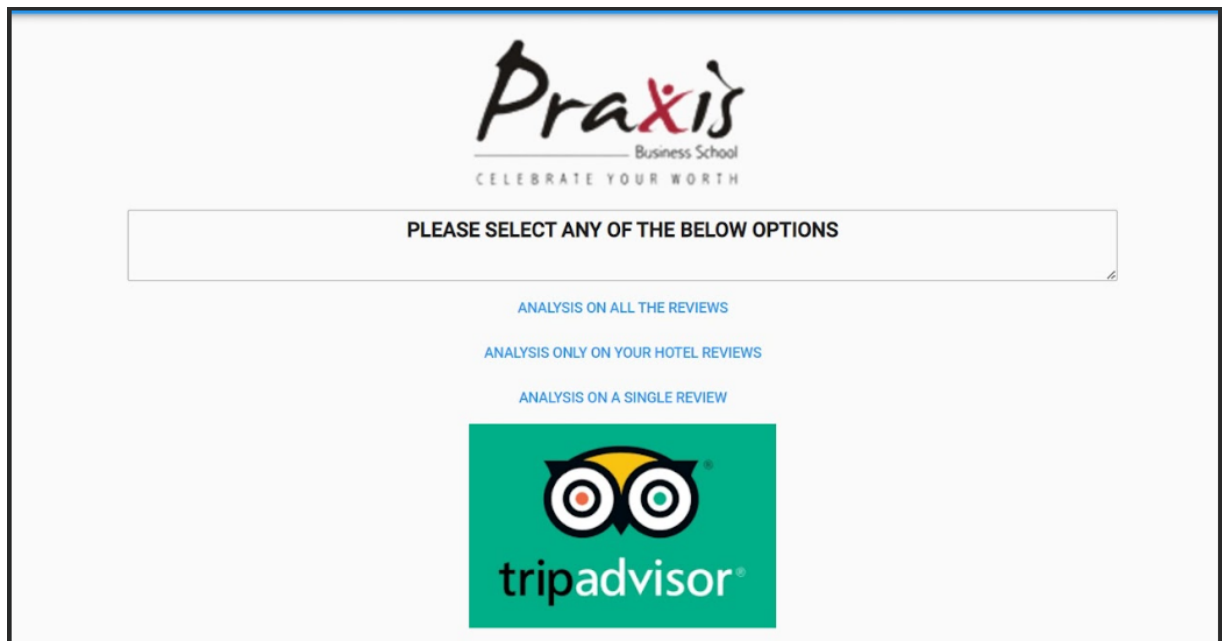 Praxis
Business School
CELEBRATE YOUR WORTH
PLEASE SELECT ANY OF THE BELOW OPTIONS
ANALYSIS ON ALL THE REVIEWS
ANALYSIS ONLY ON YOUR HOTEL REVIEWS
ANALYSIS ON A SINGLE REVIEW
®
tripadvisor®